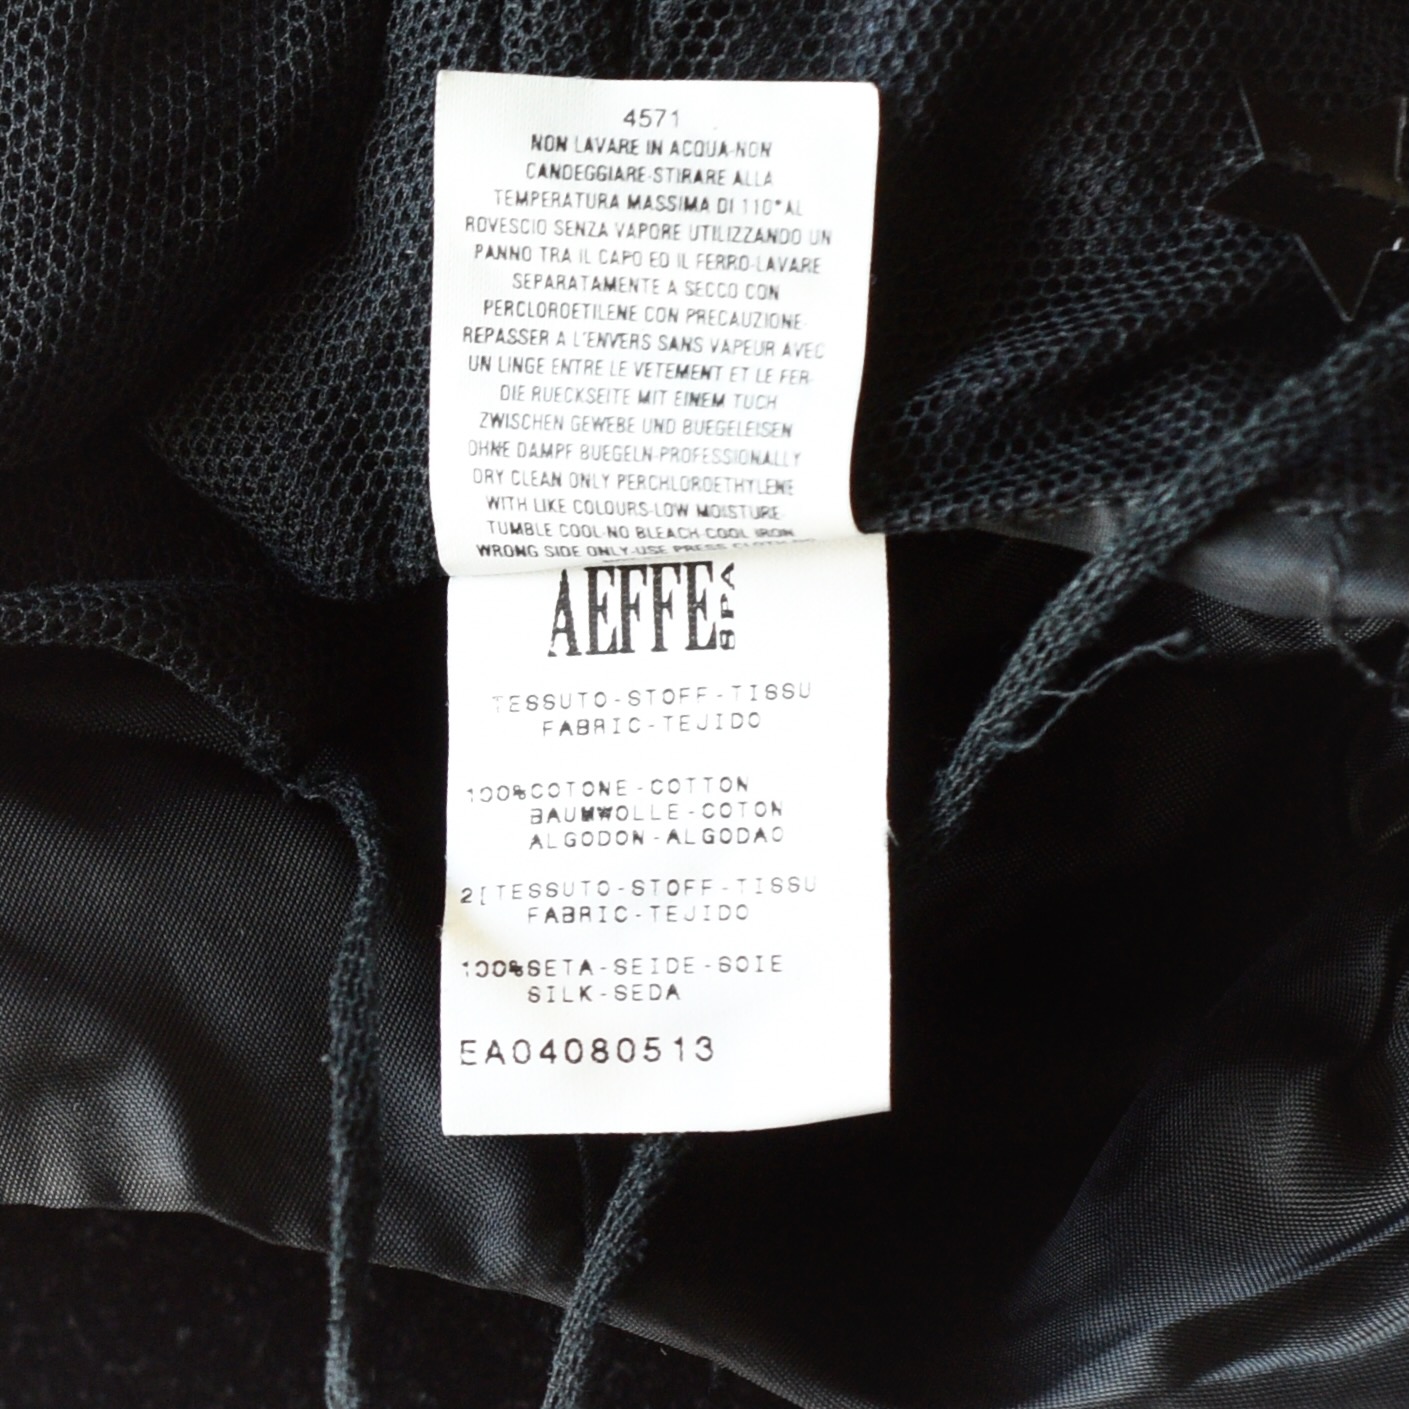 4571
NON LAVARE IN ACQUA-NON
CANDEGGIARE-STIRARE ALLA
TEMPERATURA MASSIMA DI 110° AL
ROVESCIO SENZA VAPORE UTILIZZANDO UN
PANNO TRA IL CAPO ED IL FERRO-LAVARE
SEPARATAMENTE A SECCO CON
PERCLOROETILENE CON PRECAUZIONE-
REPASSER A L'ENVERS SANS VAPEUR AVEC
UN LINGE ENTRE LE VETEMENT ET LE FER-
DIE RUECKSEITE MIT EINEM TUCH
ZWISCHEN GEWEBE UND BUEGELEISEN
OHNE DAMPF BUEGELN-PROFESSIONALLY
DRY CLEAN ONLY PERCHLOROETHYLENE
WITH LIKE COLOURS-LOW MOISTURE-
TUMBLE COOL-NO BLEACH-COOL IRON
WRONG SIDE ONLY-USE PRESS
AEFFE SPA
TESSUTO-STOFF-TISSU
FABRIC-TEJIDO
100%COTONE-COTTON
BAUMWOLLE-COTON
ALGODON-ALGODAO
2[TESSUTO-STOFF-TISSU
FABRIC-TEJIDO
100%SETA-SEIDE-SOIE
SILK-SEDA
EA04080513